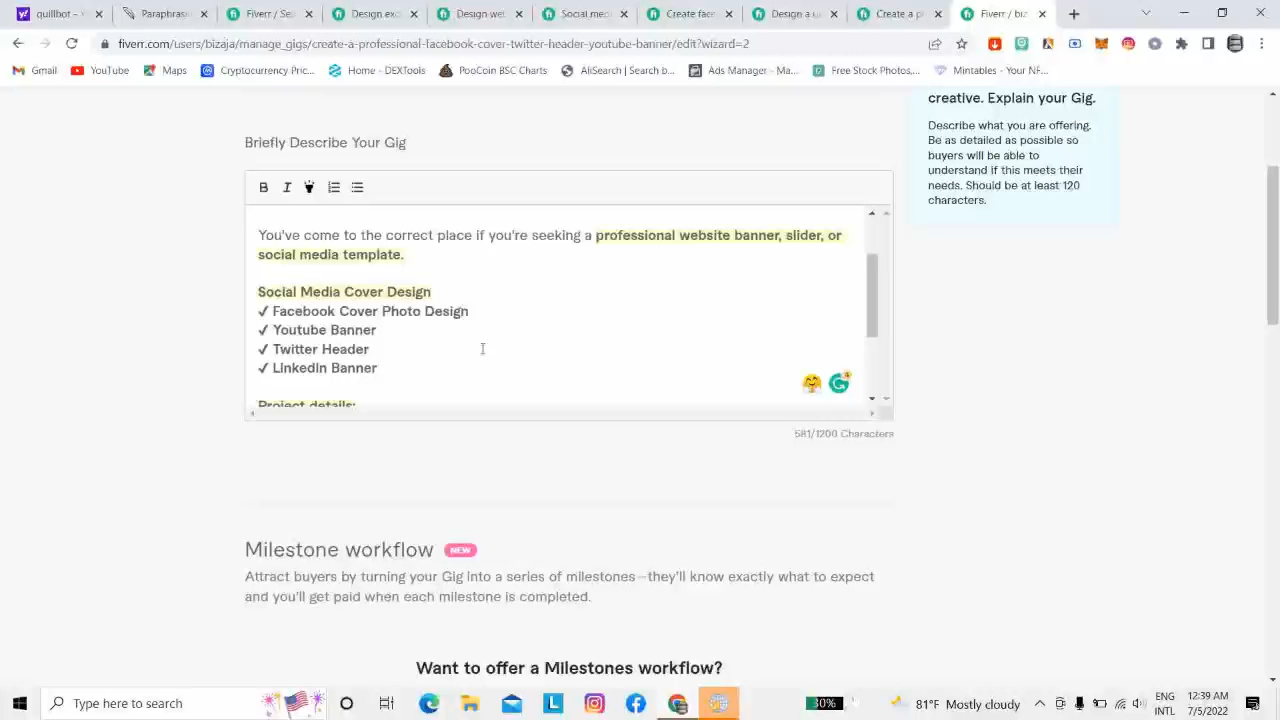 quillbot -
Paraphras
Fiverr
Design exc
Design wet
Social med
Create face
Design a u
Create a p
Fiverr / biz
fiverr.com/users/bizaja/manage_gigs/create-a-professional-facebook-cover-twitter-header-youtube-banner/edit?wizard=2
Gmail
YouTube
Maps
Cryptocurrency Pric...
Home - DEXTools
PooCoin BSC Charts
AliSearch | Search b...
Ads Manager - Ma...
Free Stock Photos,...
Mintables - Your NF...
creative. Explain your Gig.
Describe what you are offering.
Be as detailed as possible so
buyers will be able to
understand if this meets their
needs. Should be at least 120
characters.
Briefly Describe Your Gig
B I
You've come to the correct place if you're seeking a professional website banner, slider, or
social media template.
Social Media Cover Design
✓ Facebook Cover Photo Design
✓ Youtube Banner
✓ Twitter Header
✓ LinkedIn Banner
Project details:
581/1200 Characters
Milestone workflow NEW
Attract buyers by turning your Gig into a series of milestones—they'll know exactly what to expect
and you'll get paid when each milestone is completed.
Want to offer a Milestones workflow?
Type here to search
30%
81°F Mostly cloudy
ENG
INTL
12:39 AM
7/5/2022